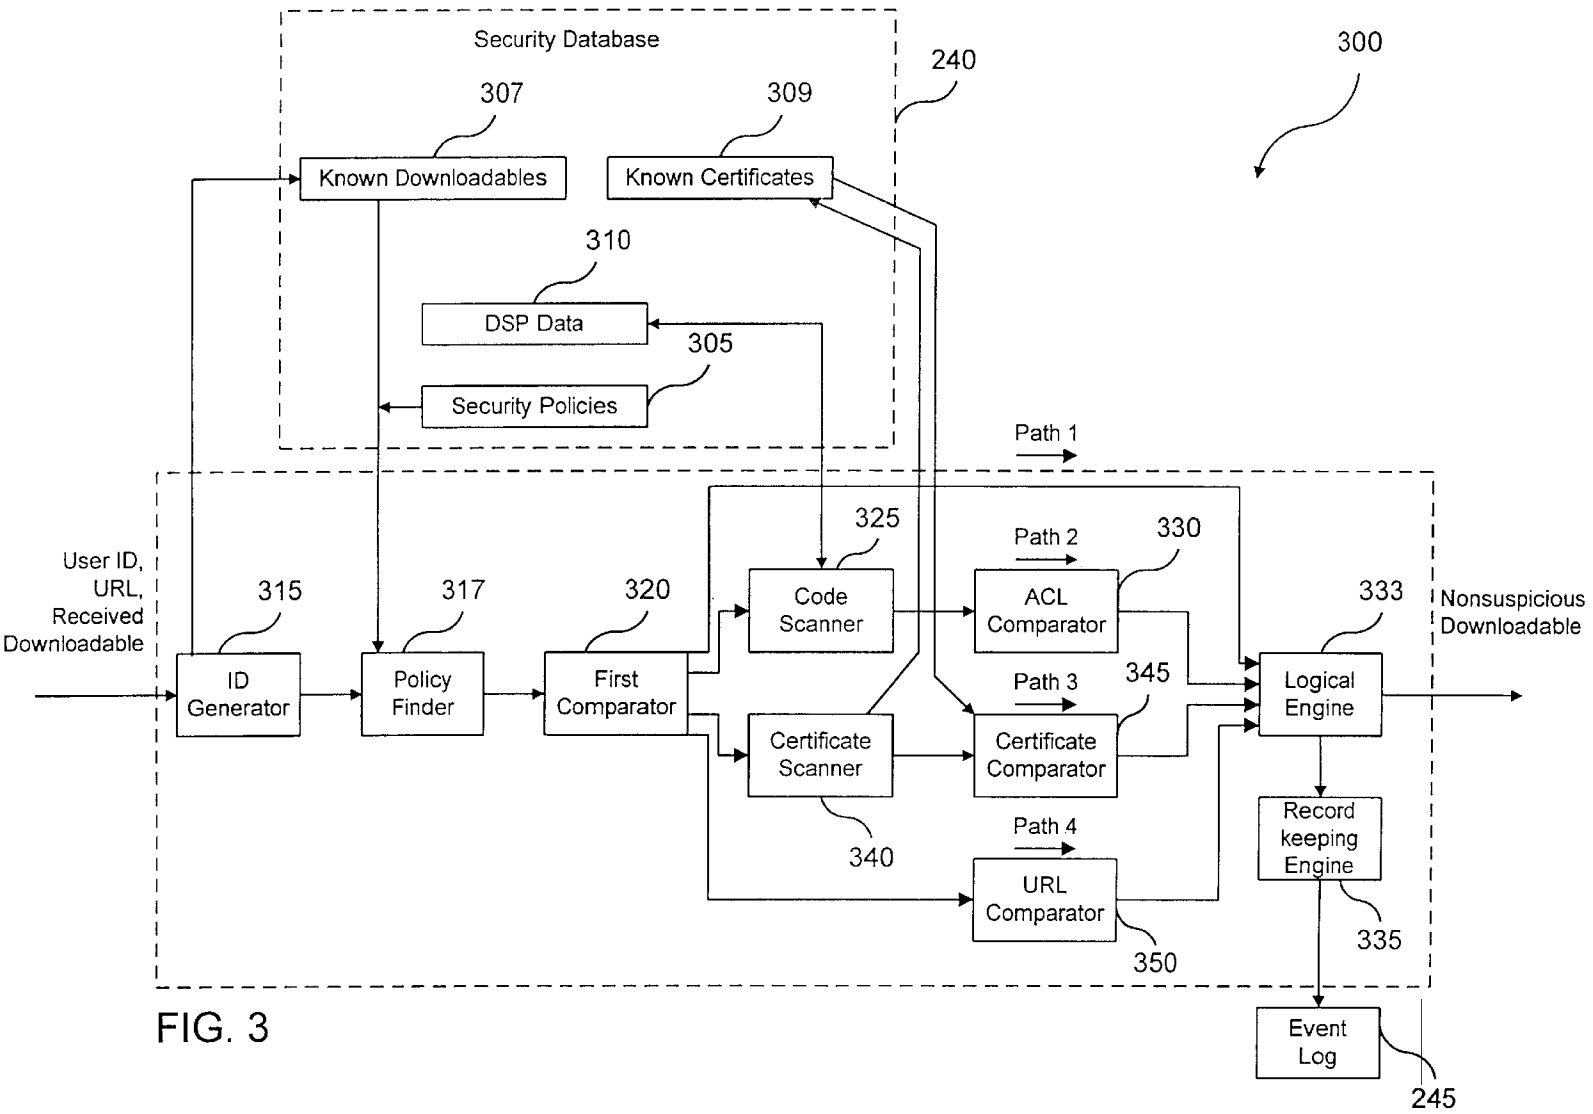 Security Database
300
240
307
309
Known Downloadables
Known Certificates
310
DSP Data
305
Security Policies
Path 1
325
Path 2
330
User ID,
URL,
Received
Downloadable
315
317
320
333
Nonsuspicious
Downloadable
Code
Scanner
ACL
Comparator
ID
Generator
Policy
Finder
First
Comparator
Path 3
345
Logical
Engine
Certificate
Scanner
Certificate
Comparator
340
Path 4
Record
keeping
Engine
URL
Comparator
335
350
FIG. 3
Event
Log
245